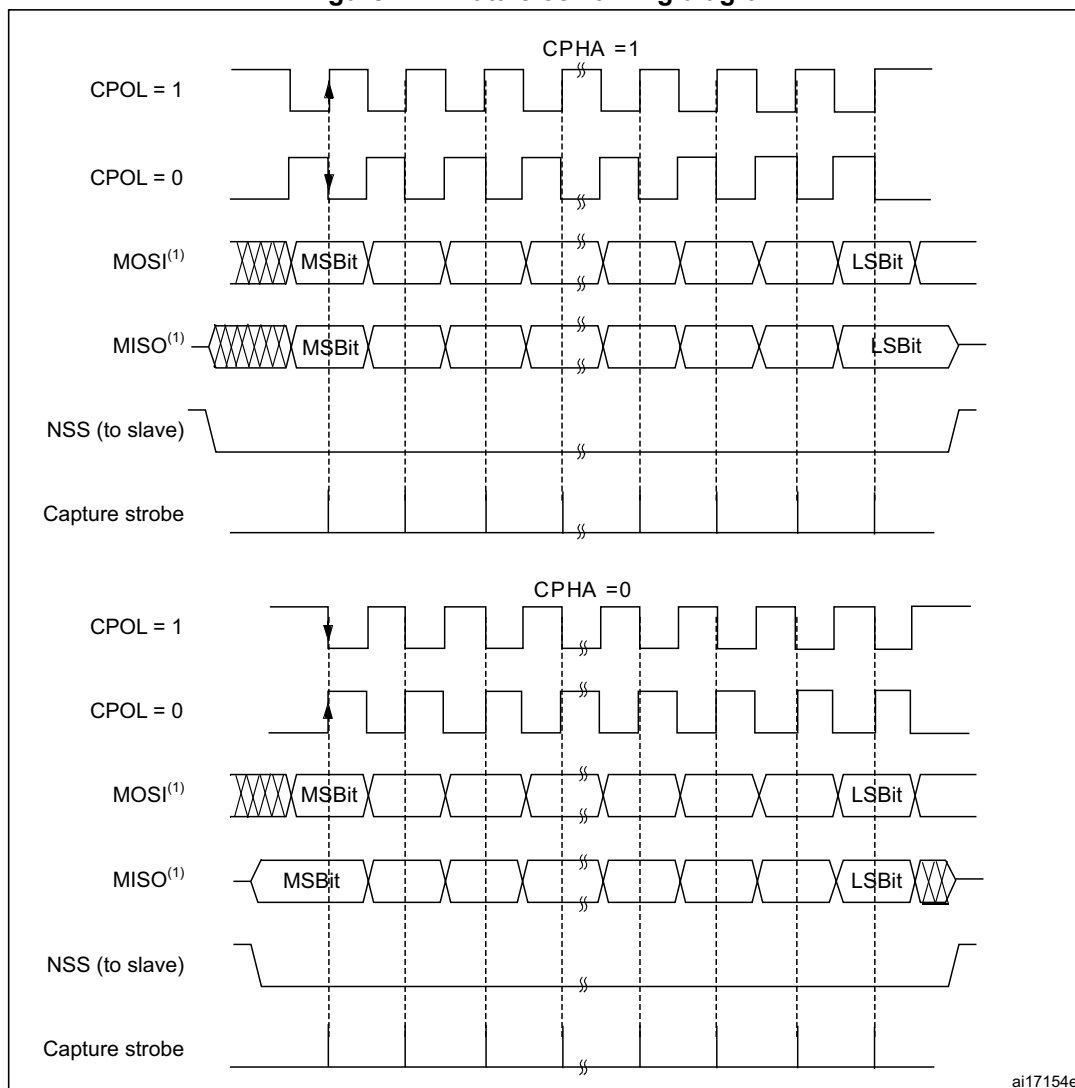 CPHA =1
CPOL = 1
CPOL = 0
MOSI(1)
MSBit
LSBit
MISO(1)
MSBit
LSBit
NSS (to slave)
Capture strobe
CPHA =0
CPOL = 1
CPOL = 0
MOSI(1)
MSBit
LSBit
MISO(1)
MSBit
LSBit
NSS (to slave)
Capture strobe
ai17154e